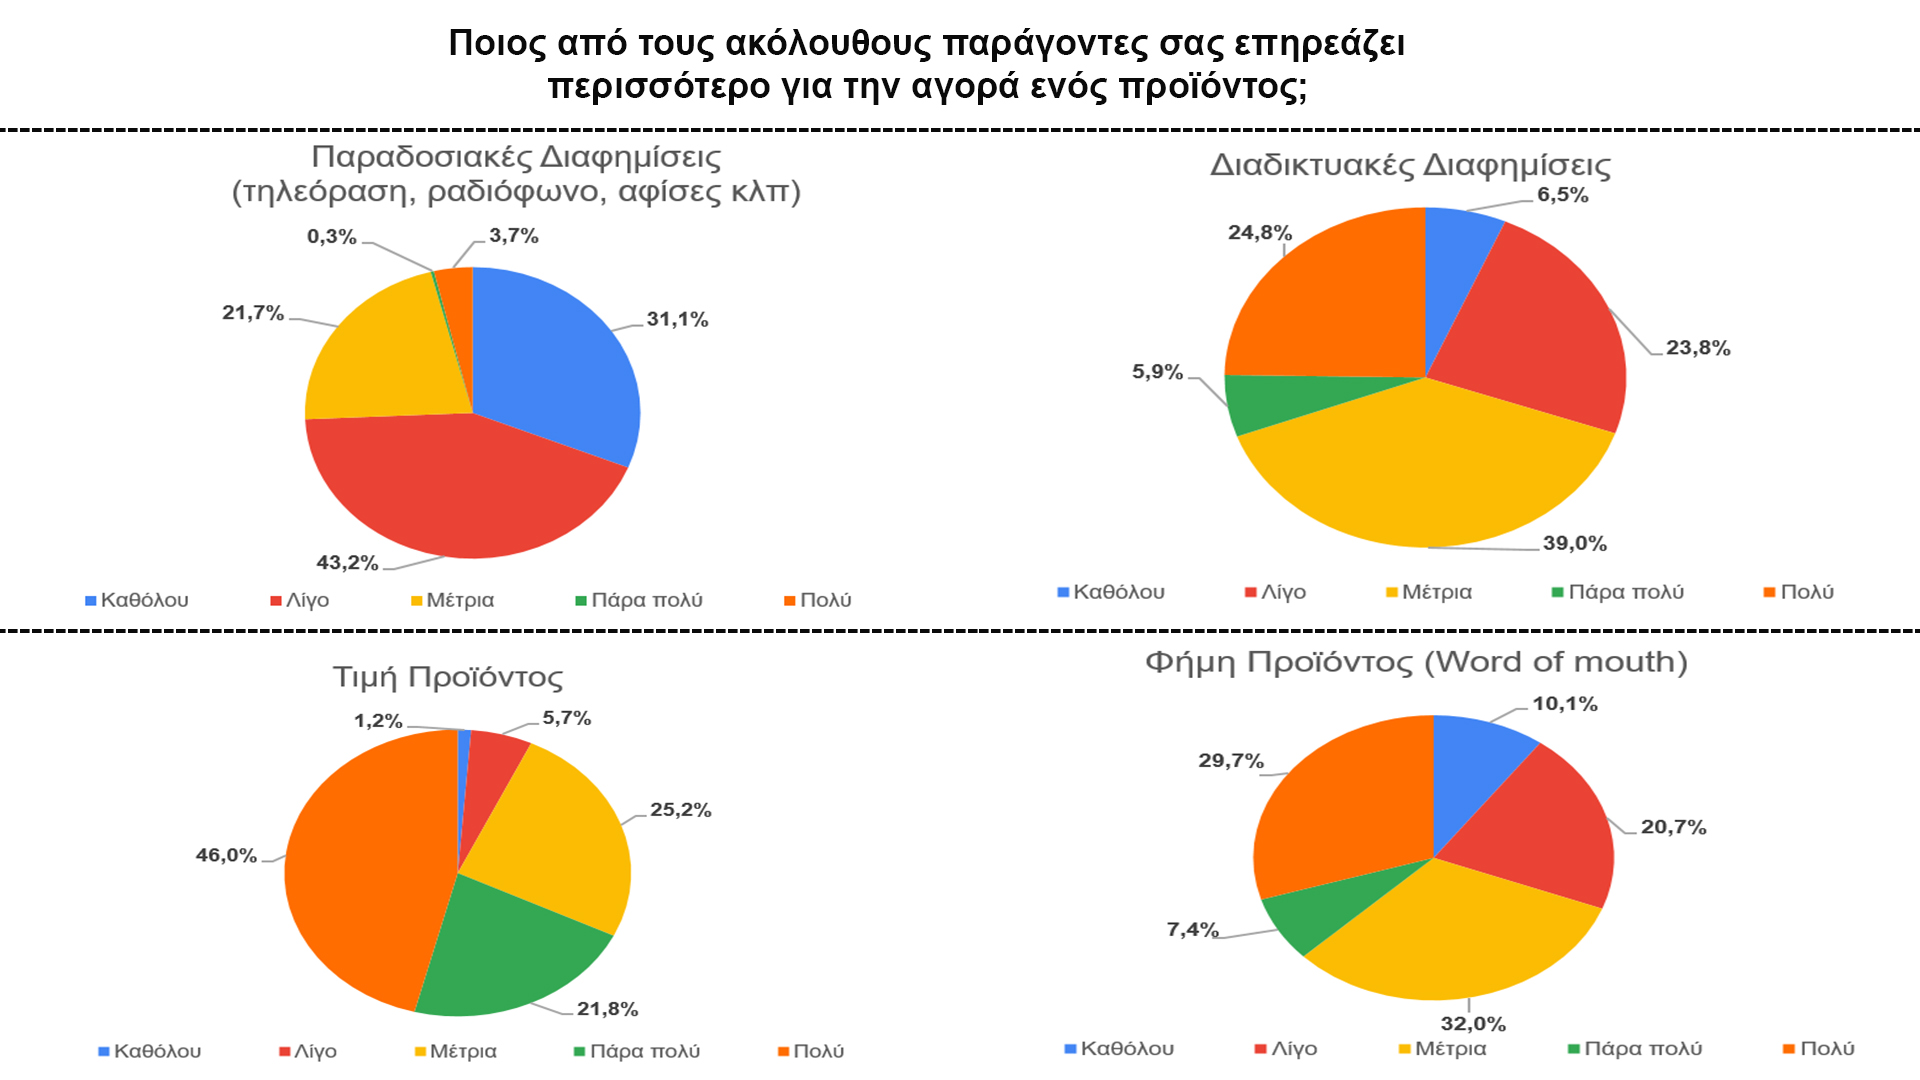 Ποιος από τους ακόλουθους παράγοντες σας επηρεάζει
περισσότερο για την αγορά ενός προϊόντος;
Παραδοσιακές Διαφημίσεις
(τηλεόραση, ραδιόφωνο, αφίσες κλπ)
0,3%
3,7%
21,7%
31,1%
43,2%
Καθόλου Λίγο Μέτρια Πάρα πολύ Πολύ
Διαδικτυακές Διαφημίσεις
6,5%
24,8%
23,8%
5,9%
39,0%
Καθόλου Λίγο Μέτρια Πάρα πολύ Πολύ
Τιμή Προϊόντος
1,2%
5,7%
25,2%
46,0%
21,8%
Καθόλου Λίγο Μέτρια Πάρα πολύ Πολύ
Φήμη Προϊόντος (Word of mouth)
10,1%
29,7%
20,7%
7,4%
32,0%
Καθόλου Λίγο Μέτρια Πάρα πολύ Πολύ